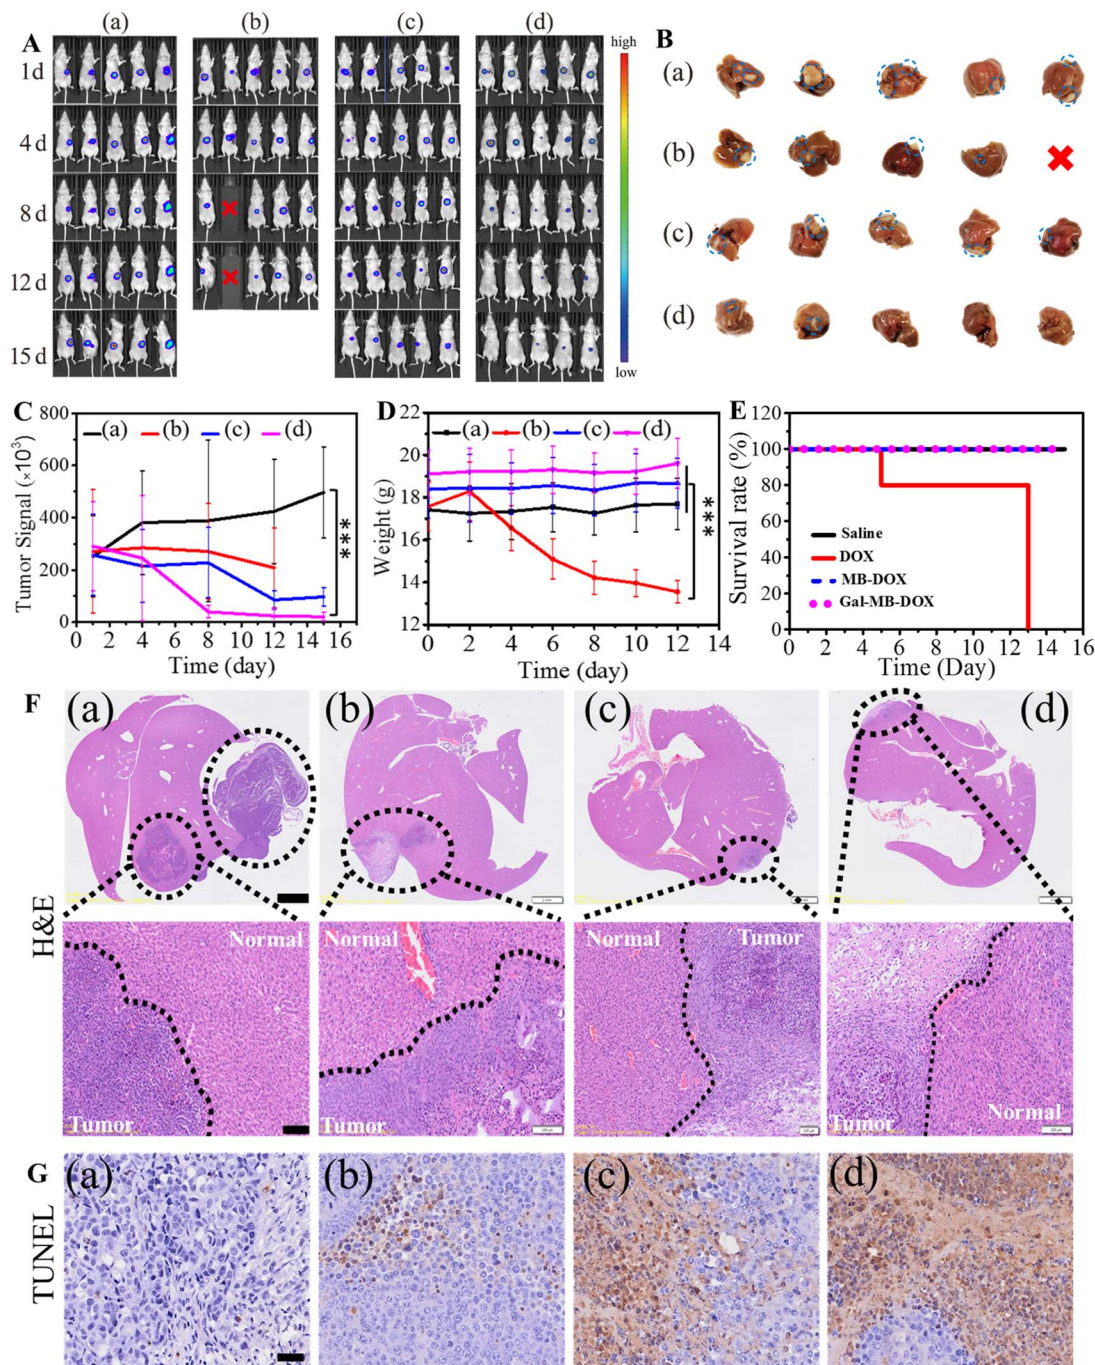 (a) (b) (c) (d)
A
high
1d
4d
8 d
12 d
15 d
low
B
(a)
(b)
(c)
(d)
C
800
600
400
200
0
Tumor Signal (×10³)
(a) (b) (c) (d)
***
0 2 4 6 8 10 12 14 16
Time (day)
D
22
20
18
16
14
12
Weight (g)
(a) (b) (c) (d)
***
0 2 4 6 8 10 12 14
Time (day)
E
120
100
80
60
40
20
0
Survival rate (%)
Saline
DOX
MB-DOX
Gal-MB-DOX
0 2 4 6 8 10 12 14 16
Time (Day)
F
(a) (b) (c) (d)
H&E
Normal
Tumor
Normal
Tumor
Normal
Tumor
Tumor
Normal
G
(a) (b) (c) (d)
TUNEL